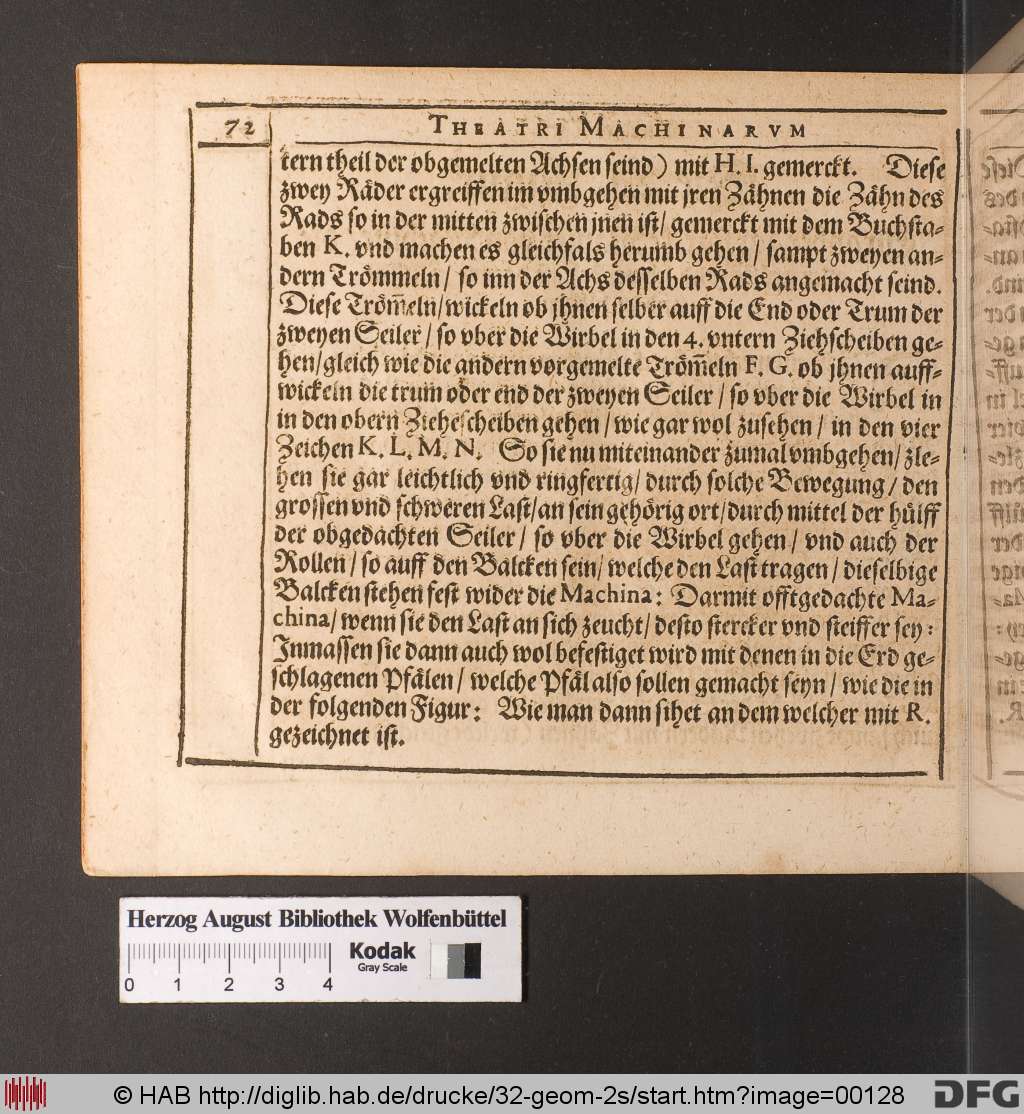 72
THEATRI MACHINARVM
tern theil der obgemelten Achsen seind) mit H. I. gemerckt. Diese
zwey Räder ergreiffen im vmbgehen mit jren Zähnen die Zähn des
Rads so in der mitten zwischen jnen ist/ gemerckt mit dem Buchsta-
ben K. vnd machen es gleichfals herumb gehen / sampt zweyen an-
dern Trömmeln / so inn der Achs desselben Rads angemacht seind.
Diese Tröm̄eln/wickeln ob jhnen selber auff die End oder Trum der
zweyen Seiler / so vber die Wirbel in den 4. vntern Ziehscheiben ge-
hen/gleich wie die andern vorgemelte Tröm̄eln F. G. ob jhnen auff-
wickeln die trum oder end der zweyen Seiler / so vber die Wirbel in
in den obern Ziehescheiben gehen / wie gar wol zusehen / in den vier
Zeichen K. L. M. N. So sie nu miteinander zumal vmbgehen/ zie-
hen sie gar leichtlich vnd ringfertig/ durch solche Bewegung / den
grossen vnd schweren Last/an sein gehörig ort/durch mittel der hülff
der obgedachten Seiler / so vber die Wirbel gehen / vnd auch der
Rollen / so auff den Balcken sein/ welche den Last tragen / dieselbige
Balcken stehen fest wider die Machina: Darmit offtgedachte Ma-
china/ wenn sie den Last an sich zeucht/ desto stercker vnd steiffer sey:
Inmassen sie dann auch wol befestiget wird mit denen in die Erd ge-
schlagenen Pfälen / welche Pfäl also sollen gemacht seyn / wie die in
der folgenden Figur: Wie man dann sihet an dem welcher mit R.
gezeichnet ist.
Herzog August Bibliothek Wolfenbüttel
Kodak
Gray Scale
0 1 2 3 4
© HAB http://diglib.hab.de/drucke/32-geom-2s/start.htm?image=00128
DFG